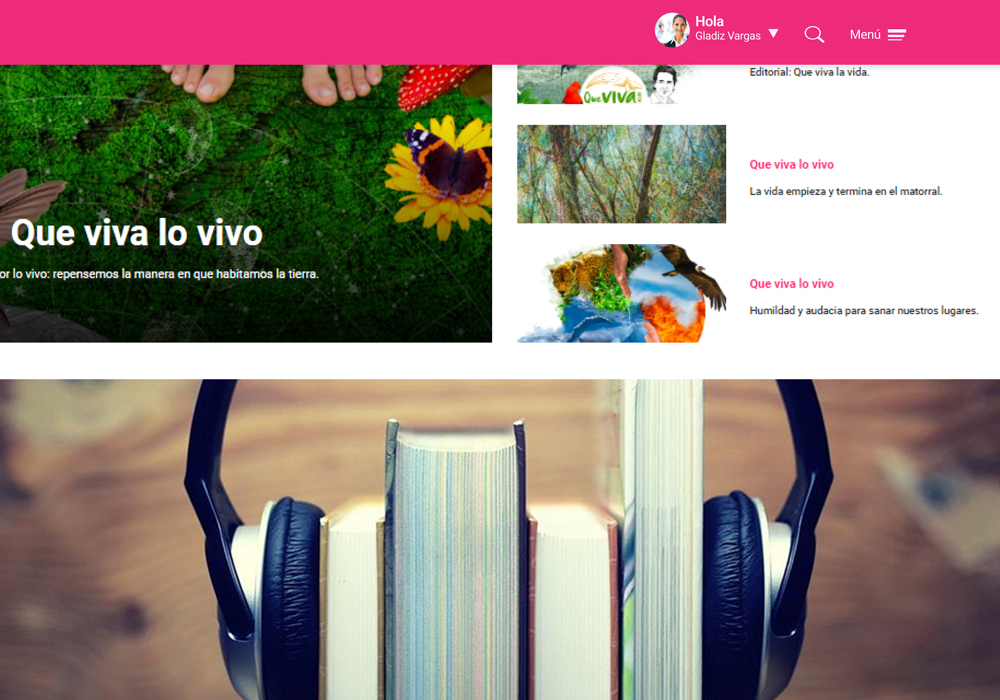 Hola
Gladiz Vargas
Menú
Editorial: Que viva la vida.
Que VIVA
Que viva lo vivo
La vida empieza y termina en el matorral.
Que viva lo vivo
or lo vivo: repensemos la manera en que habitamos la tierra.
Que viva lo vivo
Humildad y audacia para sanar nuestros lugares.